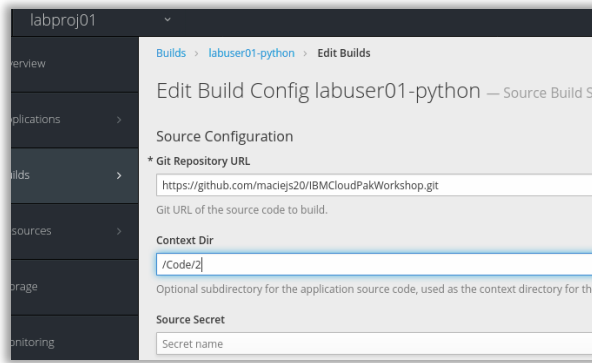 labproj01
Builds > labuser01-python > Edit Builds
Edit Build Config labuser01-python — Source Build S
Source Configuration
* Git Repository URL
https://github.com/maciejs20/IBMCloudPakWorkshop.git
Git URL of the source code to build.
Context Dir
/Code/2
Optional subdirectory for the application source code, used as the context directory for th
Source Secret
Secret name
verview
plications >
ilds >
sources >
orage
onitoring